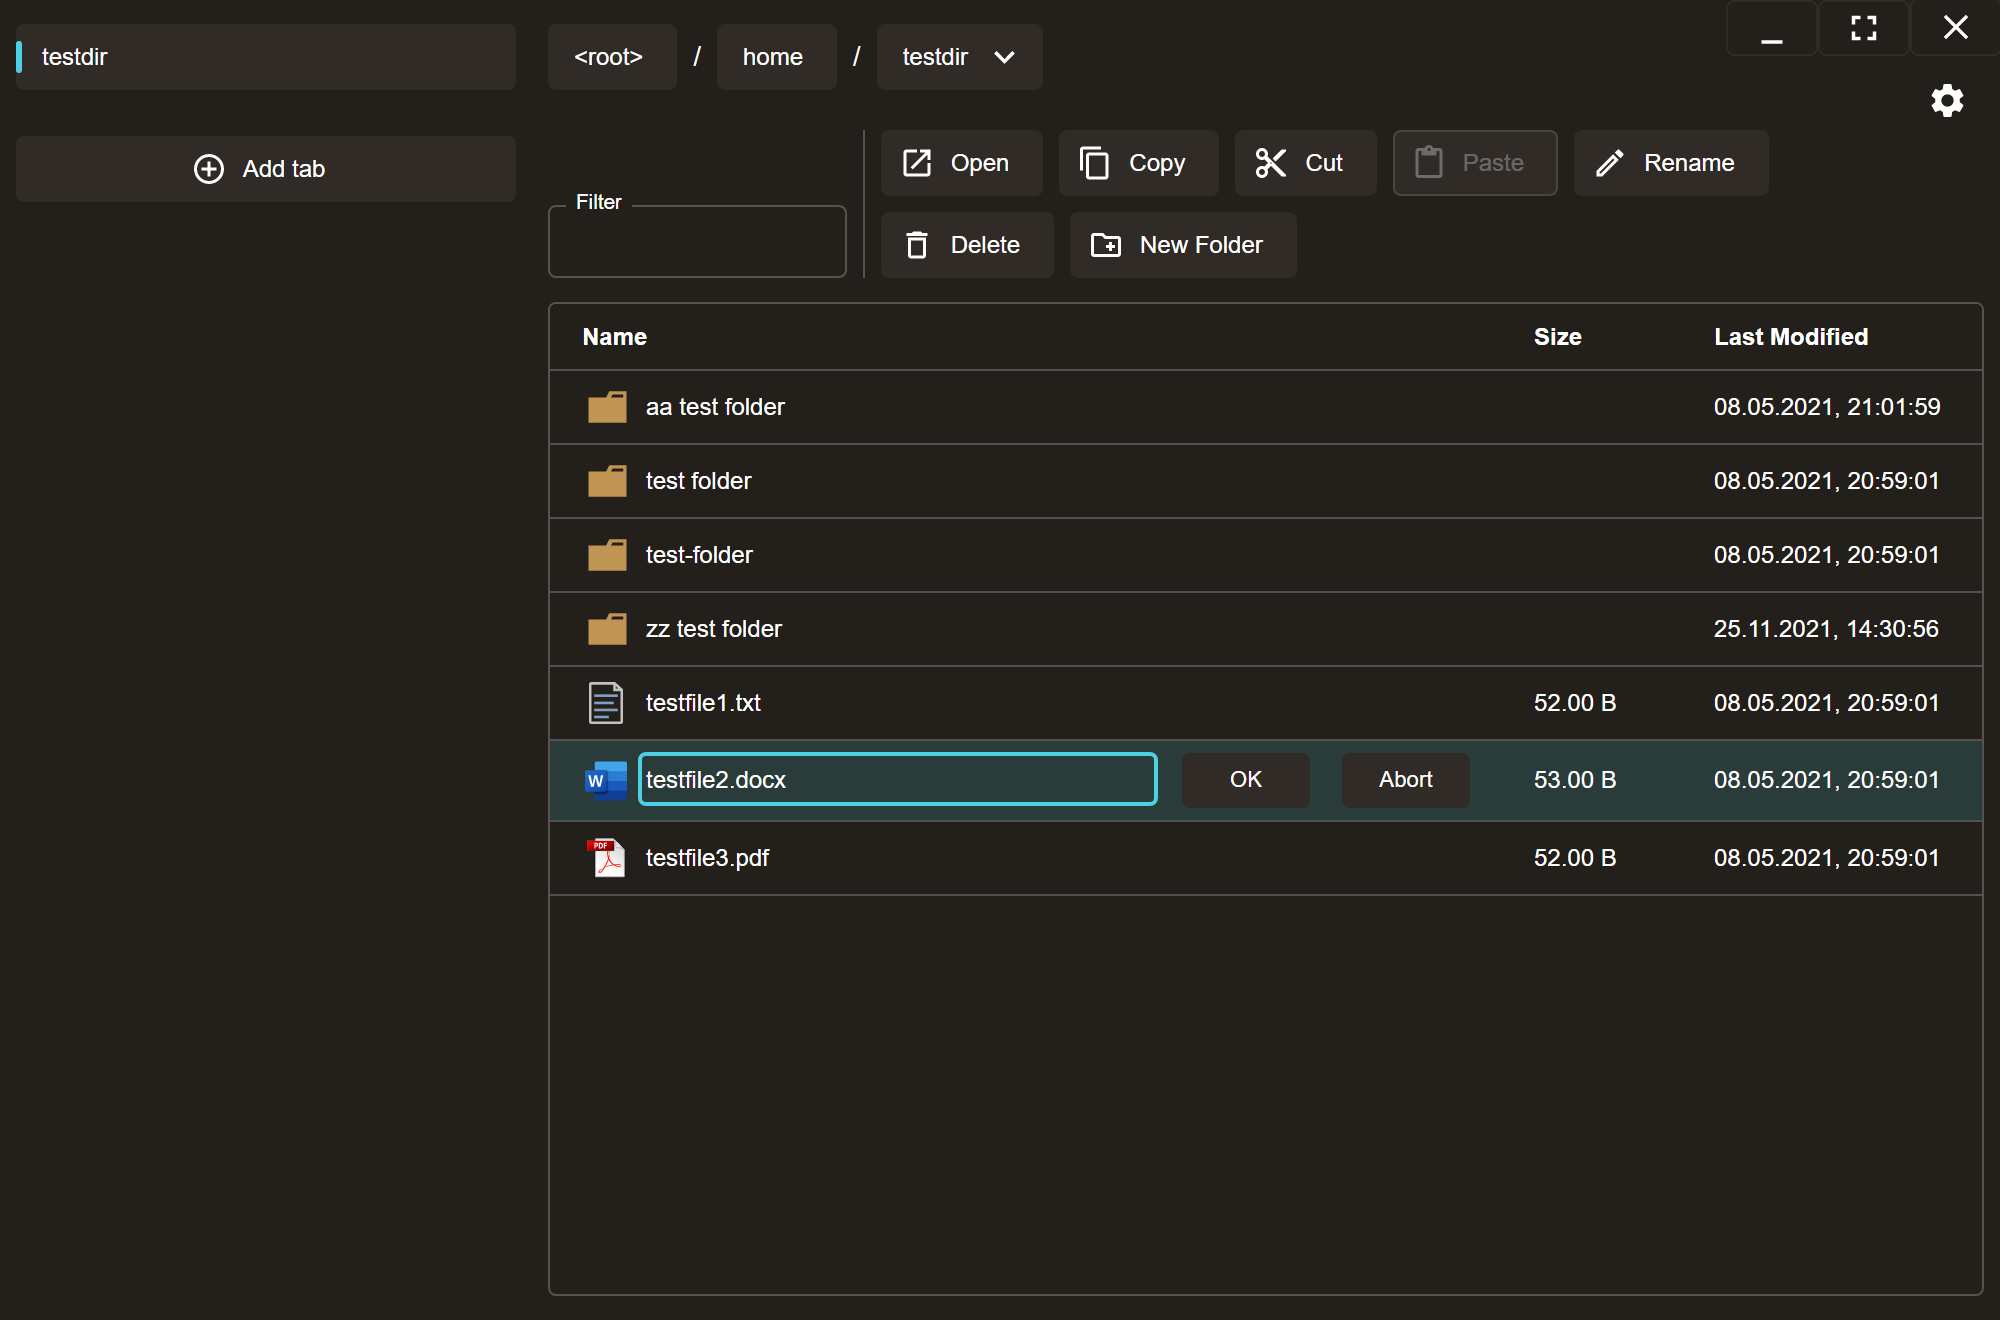 testdir
Add tab
<root> / home / testdir
Filter
Open Copy Cut Paste Rename
Delete New Folder
Name Size Last Modified
aa test folder 08.05.2021, 21:01:59
test folder 08.05.2021, 20:59:01
test-folder 08.05.2021, 20:59:01
zz test folder 25.11.2021, 14:30:56
testfile1.txt 52.00 B 08.05.2021, 20:59:01
W testfile2.docx OK Abort 53.00 B 08.05.2021, 20:59:01
PDF testfile3.pdf 52.00 B 08.05.2021, 20:59:01